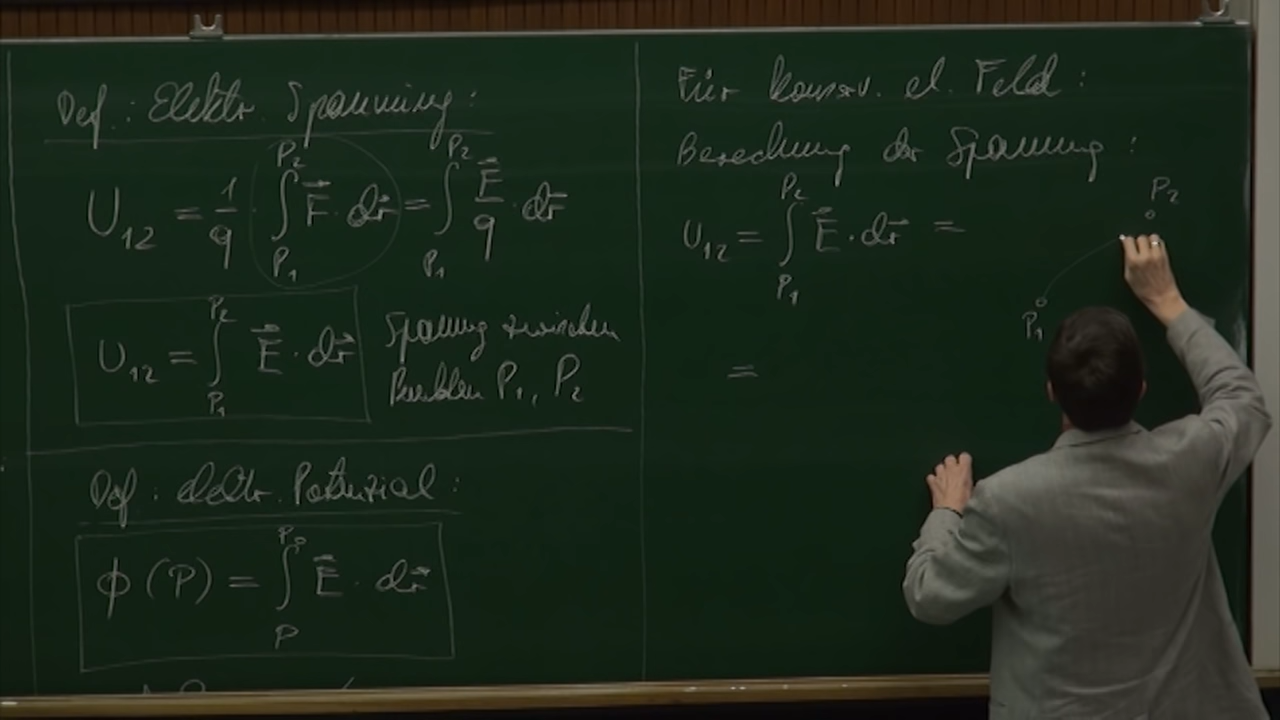 Def.: Elektr. Spannung:
U₁₂ = 1/q · ∫_{P₁}^{P₂} F⃗ · dr⃗ = ∫_{P₁}^{P₂} F⃗/q · dr⃗
U₁₂ = ∫_{P₁}^{P₂} E⃗ · dr⃗
Spannung zwischen
Punkten P₁, P₂
Def: elektr. Potenzial:
ϕ(P) = ∫_{P}^{P₀} E⃗ · dr⃗
Für konserv. el. Feld:
Berechnung der Spannung:
U₁₂ = ∫_{P₁}^{P₂} E⃗ · dr⃗ =
P₂
P₁
=